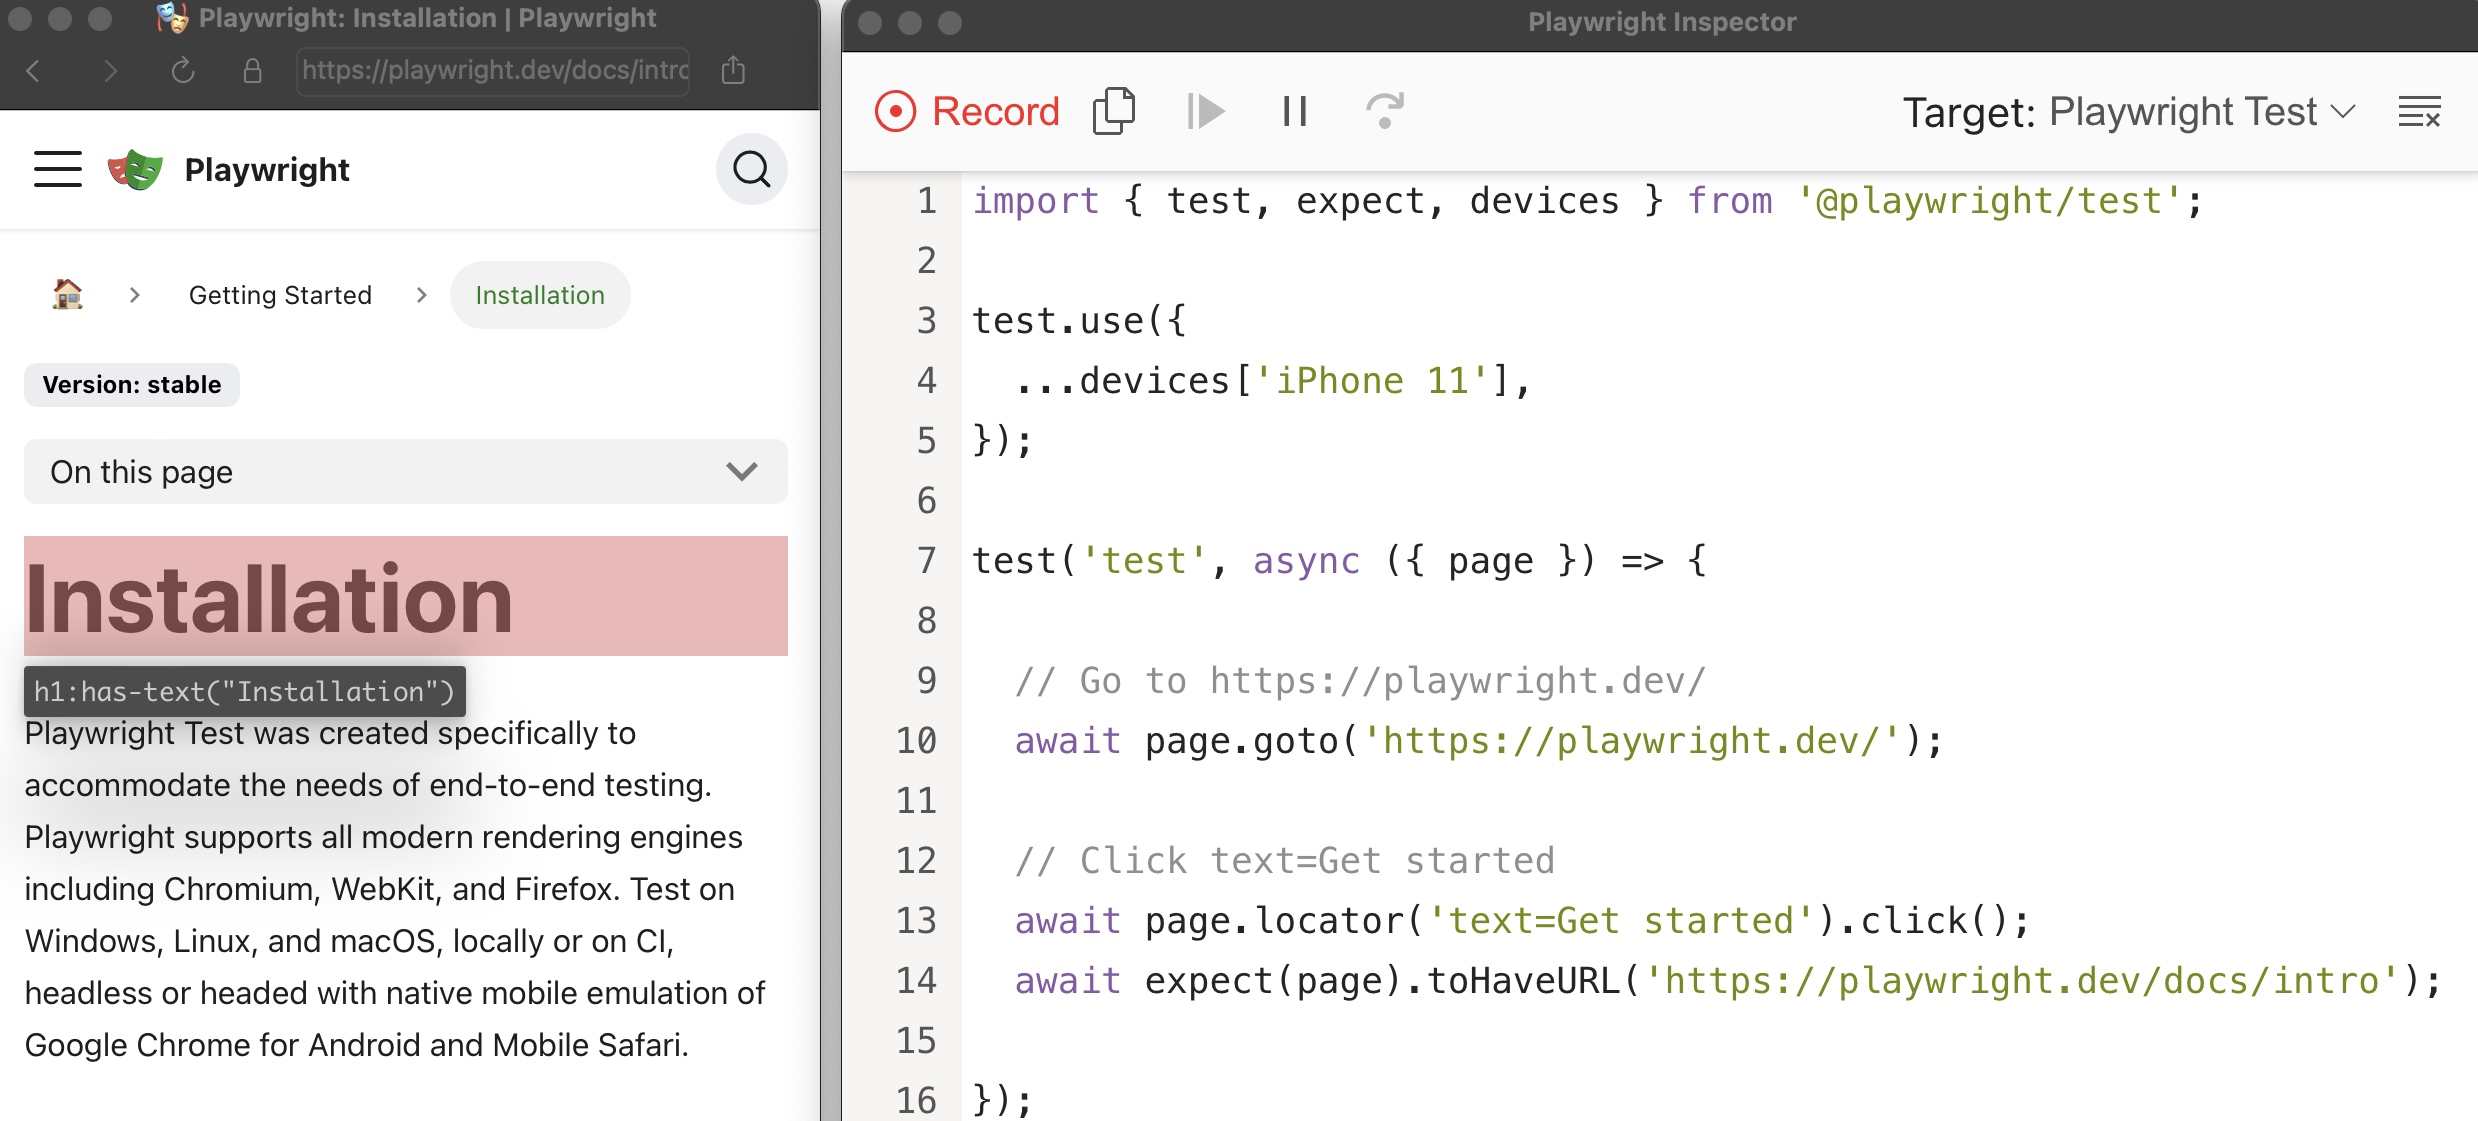 Playwright: Installation | Playwright
https://playwright.dev/docs/intro
Playwright
Getting Started
Installation
Version: stable
On this page
Installation
h1:has-text("Installation")
Playwright Test was created specifically to
accommodate the needs of end-to-end testing.
Playwright supports all modern rendering engines
including Chromium, WebKit, and Firefox. Test on
Windows, Linux, and macOS, locally or on CI,
headless or headed with native mobile emulation of
Google Chrome for Android and Mobile Safari.
Playwright Inspector
Record
Target: Playwright Test
1 import { test, expect, devices } from '@playwright/test';
2
3 test.use({
4   ...devices['iPhone 11'],
5 });
6
7 test('test', async ({ page }) => {
8
9   // Go to https://playwright.dev/
10   await page.goto('https://playwright.dev/');
11
12   // Click text=Get started
13   await page.locator('text=Get started').click();
14   await expect(page).toHaveURL('https://playwright.dev/docs/intro');
15
16 });